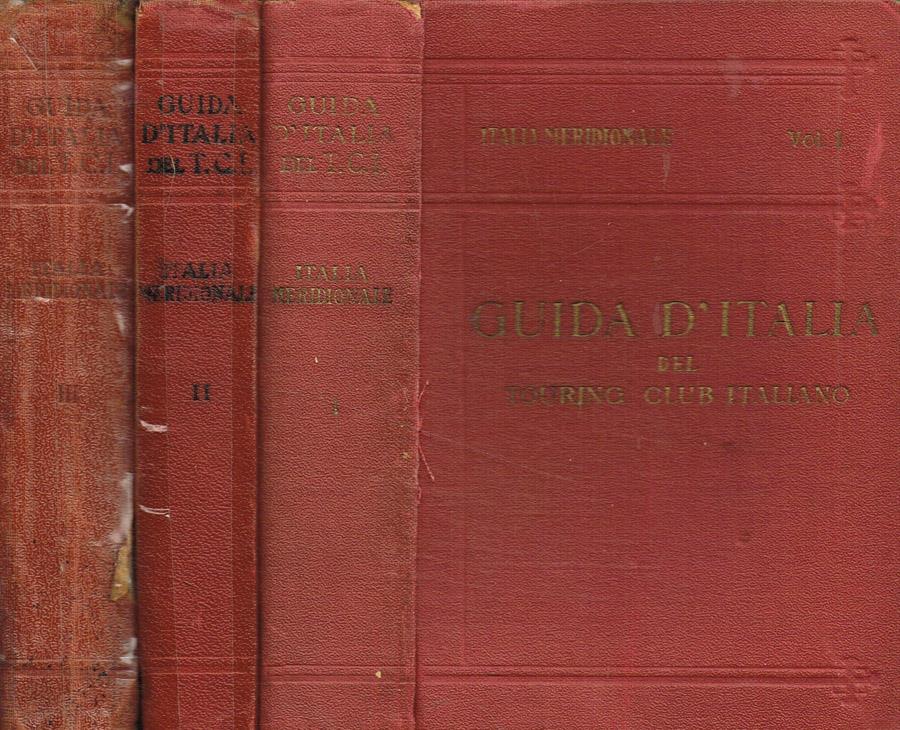 GUIDA
D'ITALIA
DEL T.C.I.
ITALIA
MERIDIONALE
III
GUIDA
D'ITALIA
DEL T.C.I.
ITALIA
MERIDIONALE
II
GUIDA
D'ITALIA
DEL T.C.I.
ITALIA
MERIDIONALE
I
ITALIA MERIDIONALE Vol. I
GUIDA D'ITALIA
DEL
TOURING CLUB ITALIANO